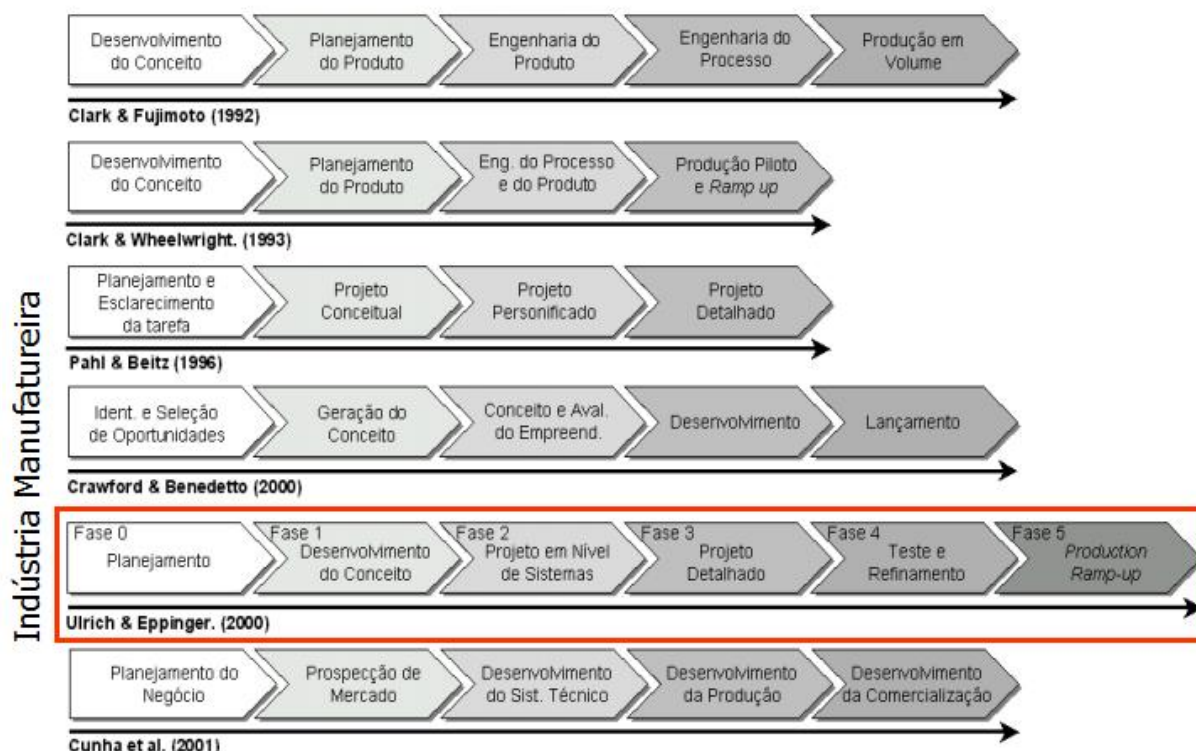 Indústria Manufatureira
Desenvolvimento
do Conceito
Planejamento
do Produto
Engenharia do
Produto
Engenharia do
Processo
Produção em
Volume
Clark & Fujimoto (1992)
Desenvolvimento
do Conceito
Planejamento
do Produto
Eng. do Processo
e do Produto
Produção Piloto
e Ramp up
Clark & Wheelwright. (1993)
Planejamento e
Esclarecimento
da tarefa
Projeto
Conceitual
Projeto
Personificado
Projeto
Detalhado
Pahl & Beitz (1996)
Ident. e Seleção
de Oportunidades
Geração do
Conceito
Conceito e Aval.
do Empreend.
Desenvolvimento
Lançamento
Crawford & Benedetto (2000)
Fase 0
Planejamento
Fase 1
Desenvolvimento
do Conceito
Fase 2
Projeto em Nível
de Sistemas
Fase 3
Projeto
Detalhado
Fase 4
Teste e
Refinamento
Fase 5
Production
Ramp-up
Ulrich & Eppinger. (2000)
Planejamento do
Negócio
Prospecção de
Mercado
Desenvolvimento
do Sist. Técnico
Desenvolvimento
da Produção
Desenvolvimento
da Comercialização
Cunha et al. (2001)